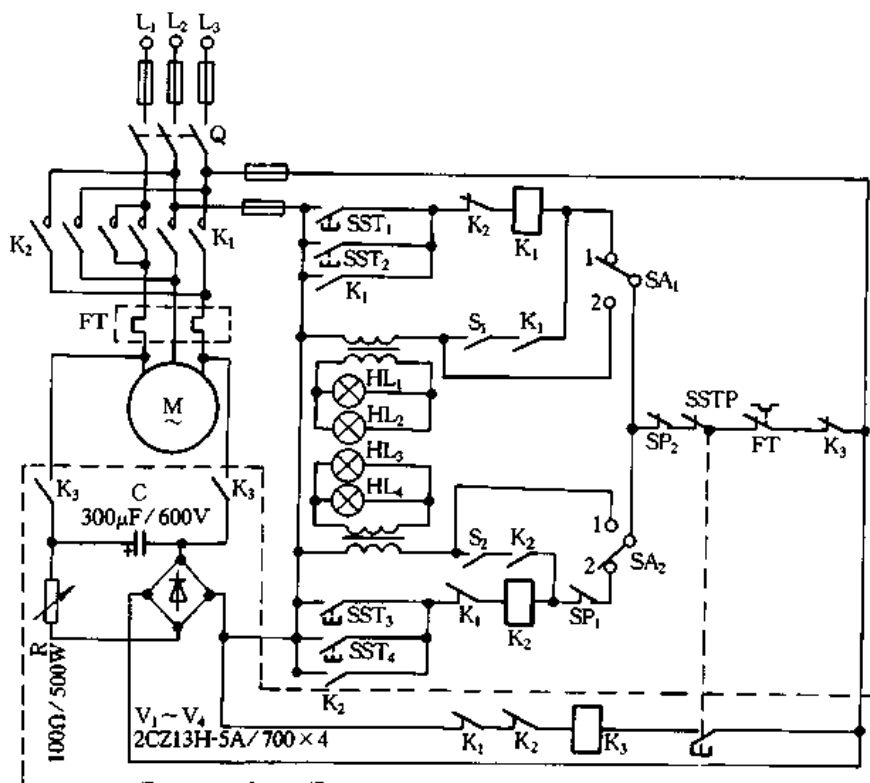 L₁ L₂ L₃
Q
K₂
K₁
SST₁
K₂
K₁
SST₂
K₁
1
SA₁
2
FT
S₁
K₁
HL₁
M
~
HL₂
SSTP
HL₃
SP₂
FT
K₃
K₃
K₃
HL₄
C
300μF/600V
+
1
S₂
K₂
2
SA₂
SST₃
K₁
K₂
SP₁
SST₄
K₂
R
100Ω/500W
V₁～V₄
2CZ13H-5A/700×4
K₁
K₂
K₃